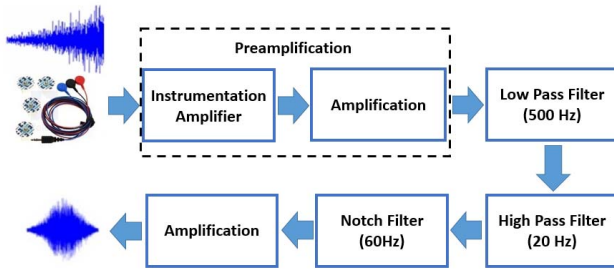 Preamplification
Instrumentation
Amplifier
Amplification
Low Pass Filter
(500 Hz)
Amplification
Notch Filter
(60Hz)
High Pass Filter
(20 Hz)